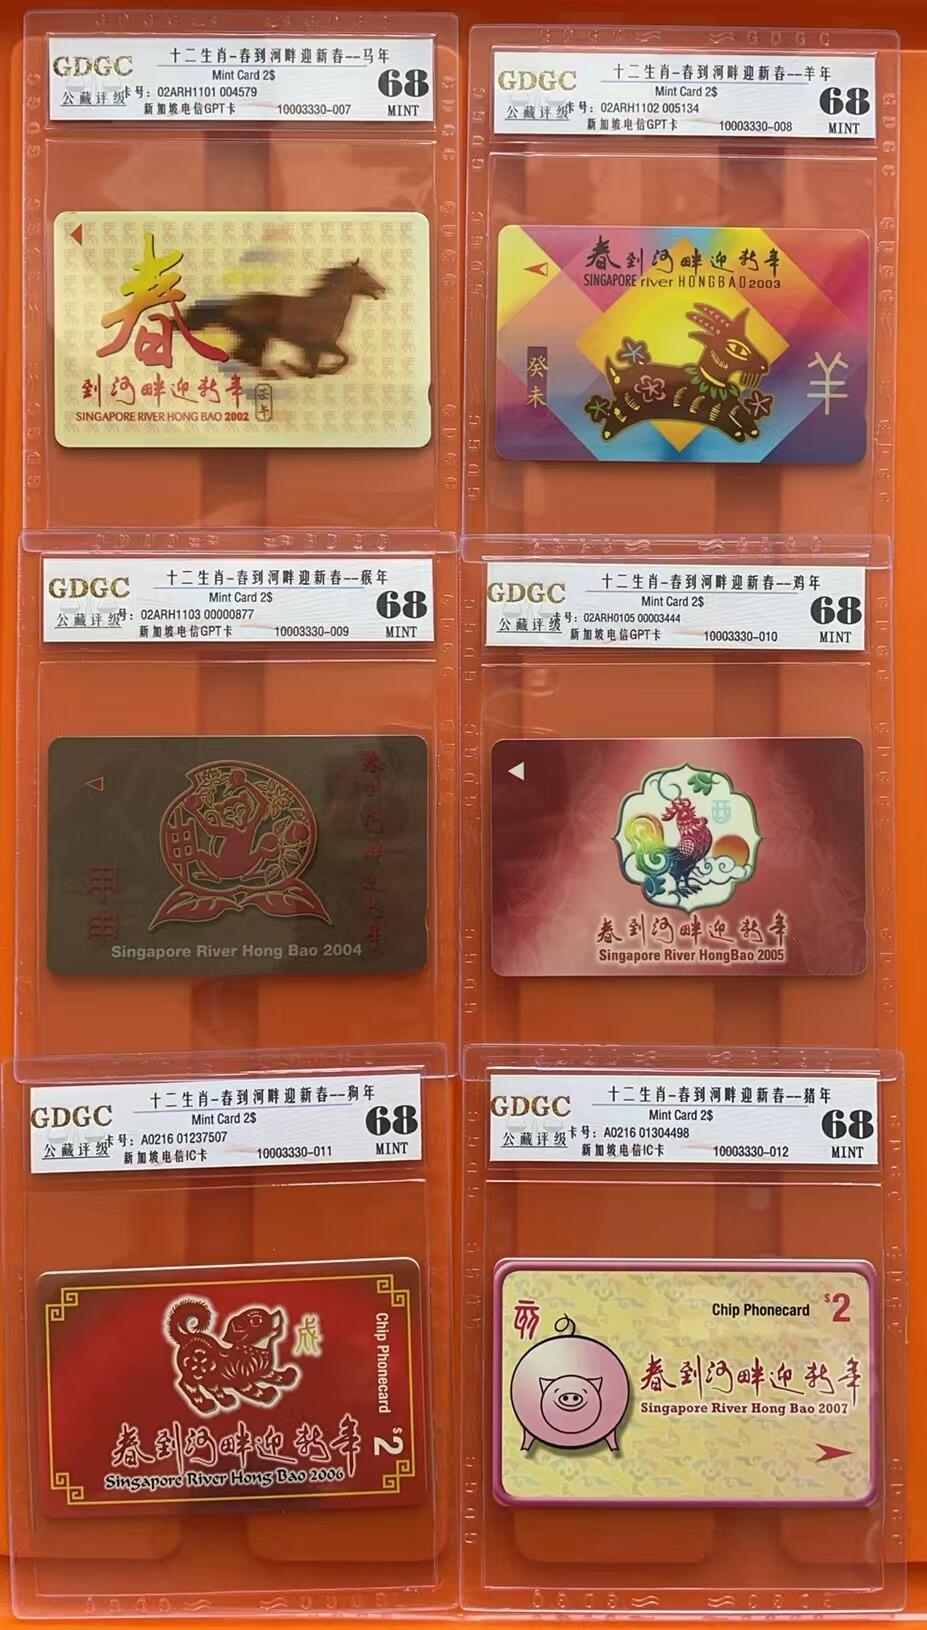 GDGC
公藏评级
十二生肖-春到河畔迎新春--马年
Mint Card 2$
卡号：02ARH1101 004579
新加坡电信GPT卡 10003330-007
68
MINT
春
到河畔迎新年
SINGAPORE RIVER HONG BAO 2002
GDGC
公藏评级
十二生肖-春到河畔迎新春--羊年
Mint Card 2$
卡号：02ARH1102 005134
新加坡电信GPT卡 10003330-008
68
MINT
春到河畔迎新年
SINGAPORE river HONGBAO 2003
癸未
羊
GDGC
公藏评级
十二生肖-春到河畔迎新春--猴年
Mint Card 2$
号：02ARH1103 00000877
新加坡电信GPT卡 10003330-009
68
MINT
春到河畔迎新年
甲申
Singapore River Hong Bao 2004
GDGC
公藏评级
十二生肖-春到河畔迎新春--鸡年
Mint Card 2$
号：02ARH0105 00003444
新加坡电信GPT卡 10003330-010
68
MINT
酉
春到河畔迎新年
Singapore River HongBao 2005
GDGC
公藏评级
十二生肖-春到河畔迎新春--狗年
Mint Card 2$
卡号：A0216 01237507
新加坡电信IC卡 10003330-011
68
MINT
戌
Chip Phonecard $2
春到河畔迎新年
Singapore River Hong Bao 2006
GDGC
公藏评级
十二生肖-春到河畔迎新春--猪年
Mint Card 2$
卡号：A0216 01304498
新加坡电信IC卡 10003330-012
68
MINT
亥
Chip Phonecard $2
春到河畔迎新年
Singapore River Hong Bao 2007